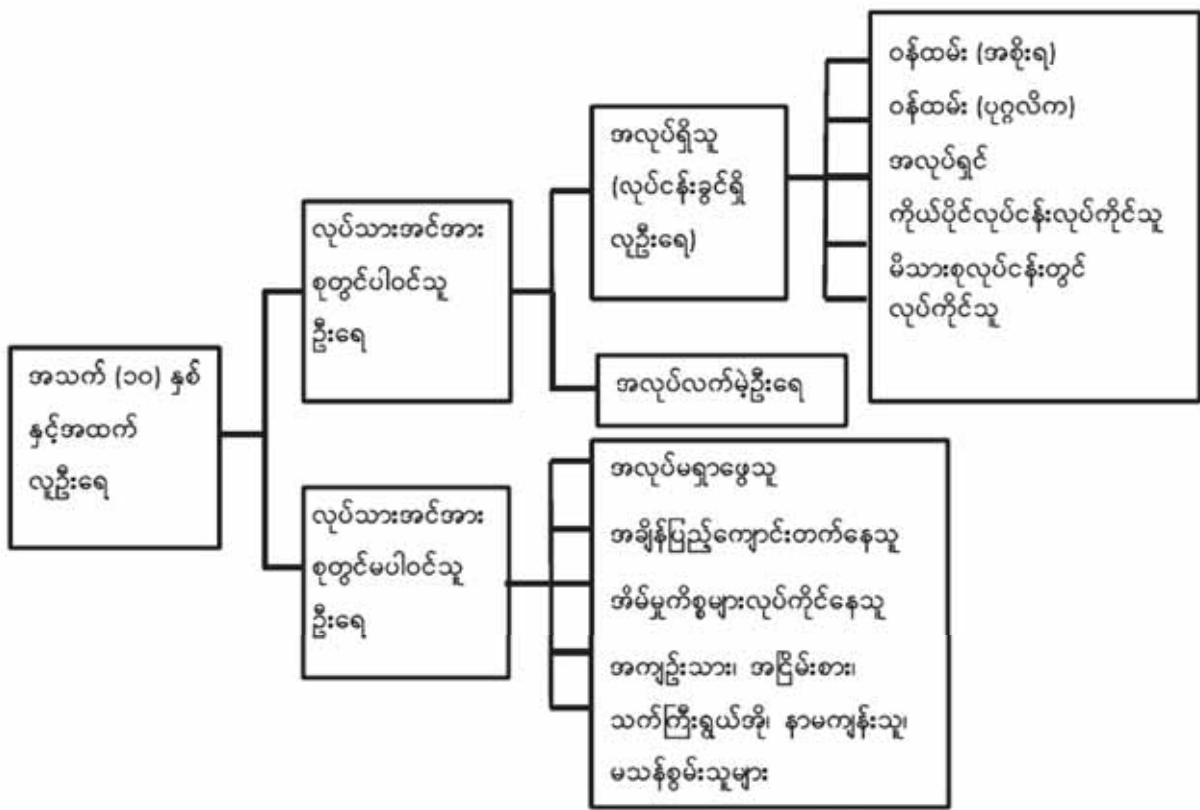 အသက် (၁၀) နှစ်
နှင့်အထက်
လူဦးရေ
လုပ်သားအင်အား
စုတွင်ပါဝင်သူ
ဦးရေ
လုပ်သားအင်အား
စုတွင်မပါဝင်သူ
ဦးရေ
အလုပ်ရှိသူ
(လုပ်ငန်းခွင်ရှိ
လူဦးရေ)
အလုပ်လက်မဲ့ဦးရေ
ဝန်ထမ်း (အစိုးရ)
ဝန်ထမ်း (ပုဂ္ဂလိက)
အလုပ်ရှင်
ကိုယ်ပိုင်လုပ်ငန်းလုပ်ကိုင်သူ
မိသားစုလုပ်ငန်းတွင်
လုပ်ကိုင်သူ
အလုပ်မရှာဖွေသူ
အချိန်ပြည့်ကျောင်းတက်နေသူ
အိမ်မှုကိစ္စများလုပ်ကိုင်နေသူ
အကျဉ်းသား၊ အငြိမ်းစား၊
သက်ကြီးရွယ်အို၊ နာမကျန်းသူ၊
မသန်စွမ်းသူများ